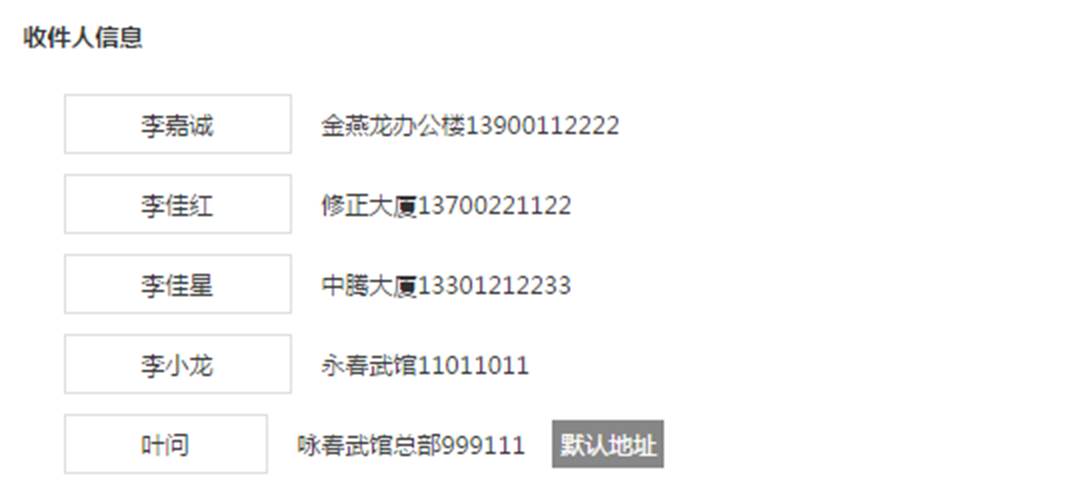 收件人信息
李嘉诚 金燕龙办公楼13900112222
李佳红 修正大厦13700221122
李佳星 中腾大厦13301212233
李小龙 永春武馆11011011
叶问 咏春武馆总部999111 默认地址